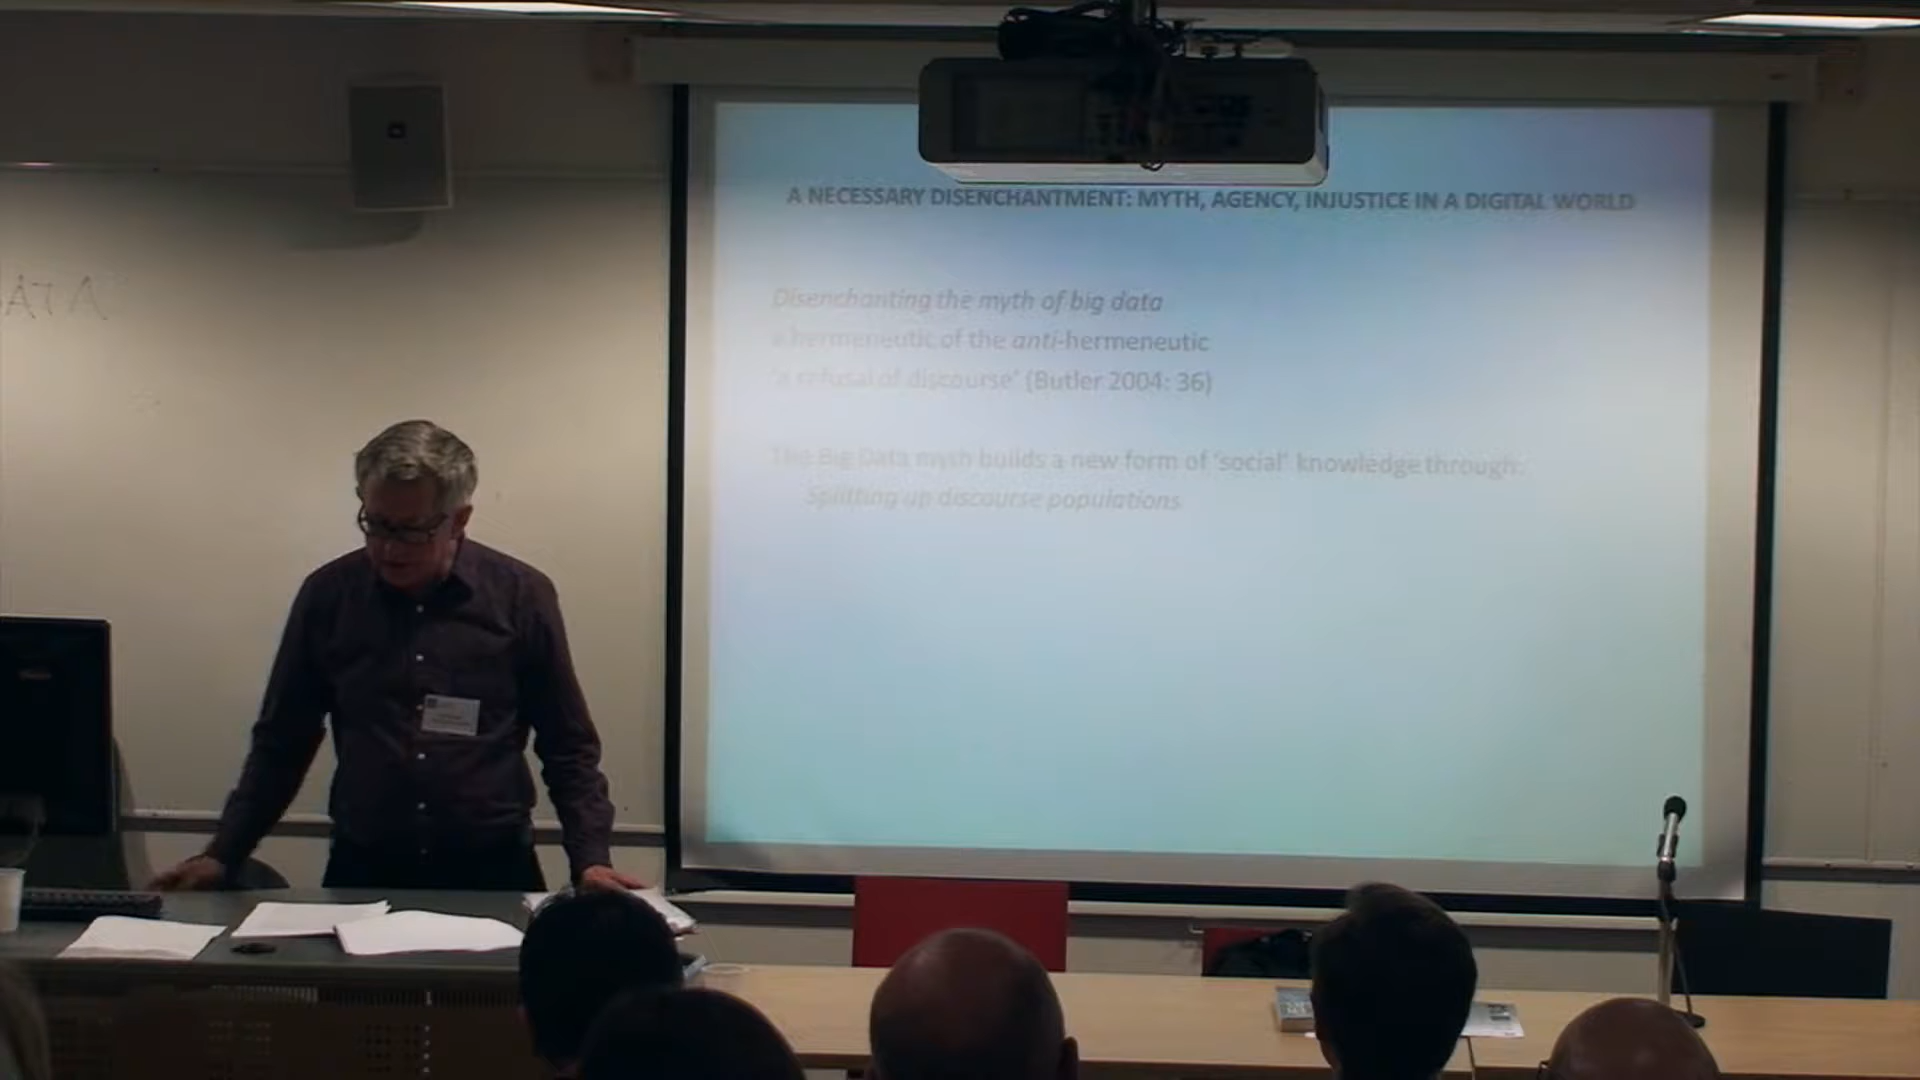 A NECESSARY DISENCHANTMENT: MYTH, AGENCY, INJUSTICE IN A DIGITAL WORLD
Disenchanting the myth of big data
a hermeneutic of the anti-hermeneutic
'a refusal of discourse' (Butler 2004: 36)
The Big Data myth builds a new form of 'social' knowledge through:
Splitting up discourse populations
ATA